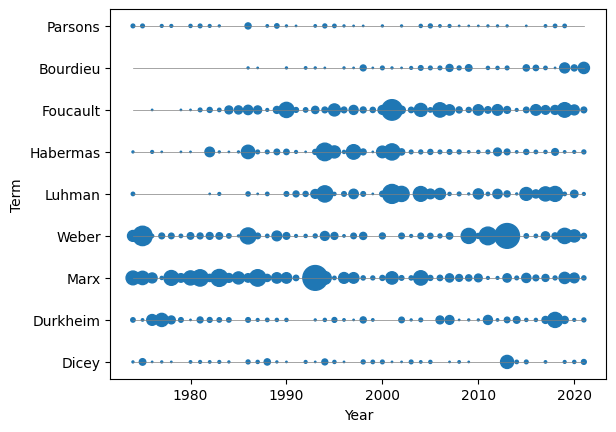 Parsons
Bourdieu
Foucault
Habermas
Luhman
Weber
Marx
Durkheim
Dicey
Term
1980
1990
2000
2010
2020
Year